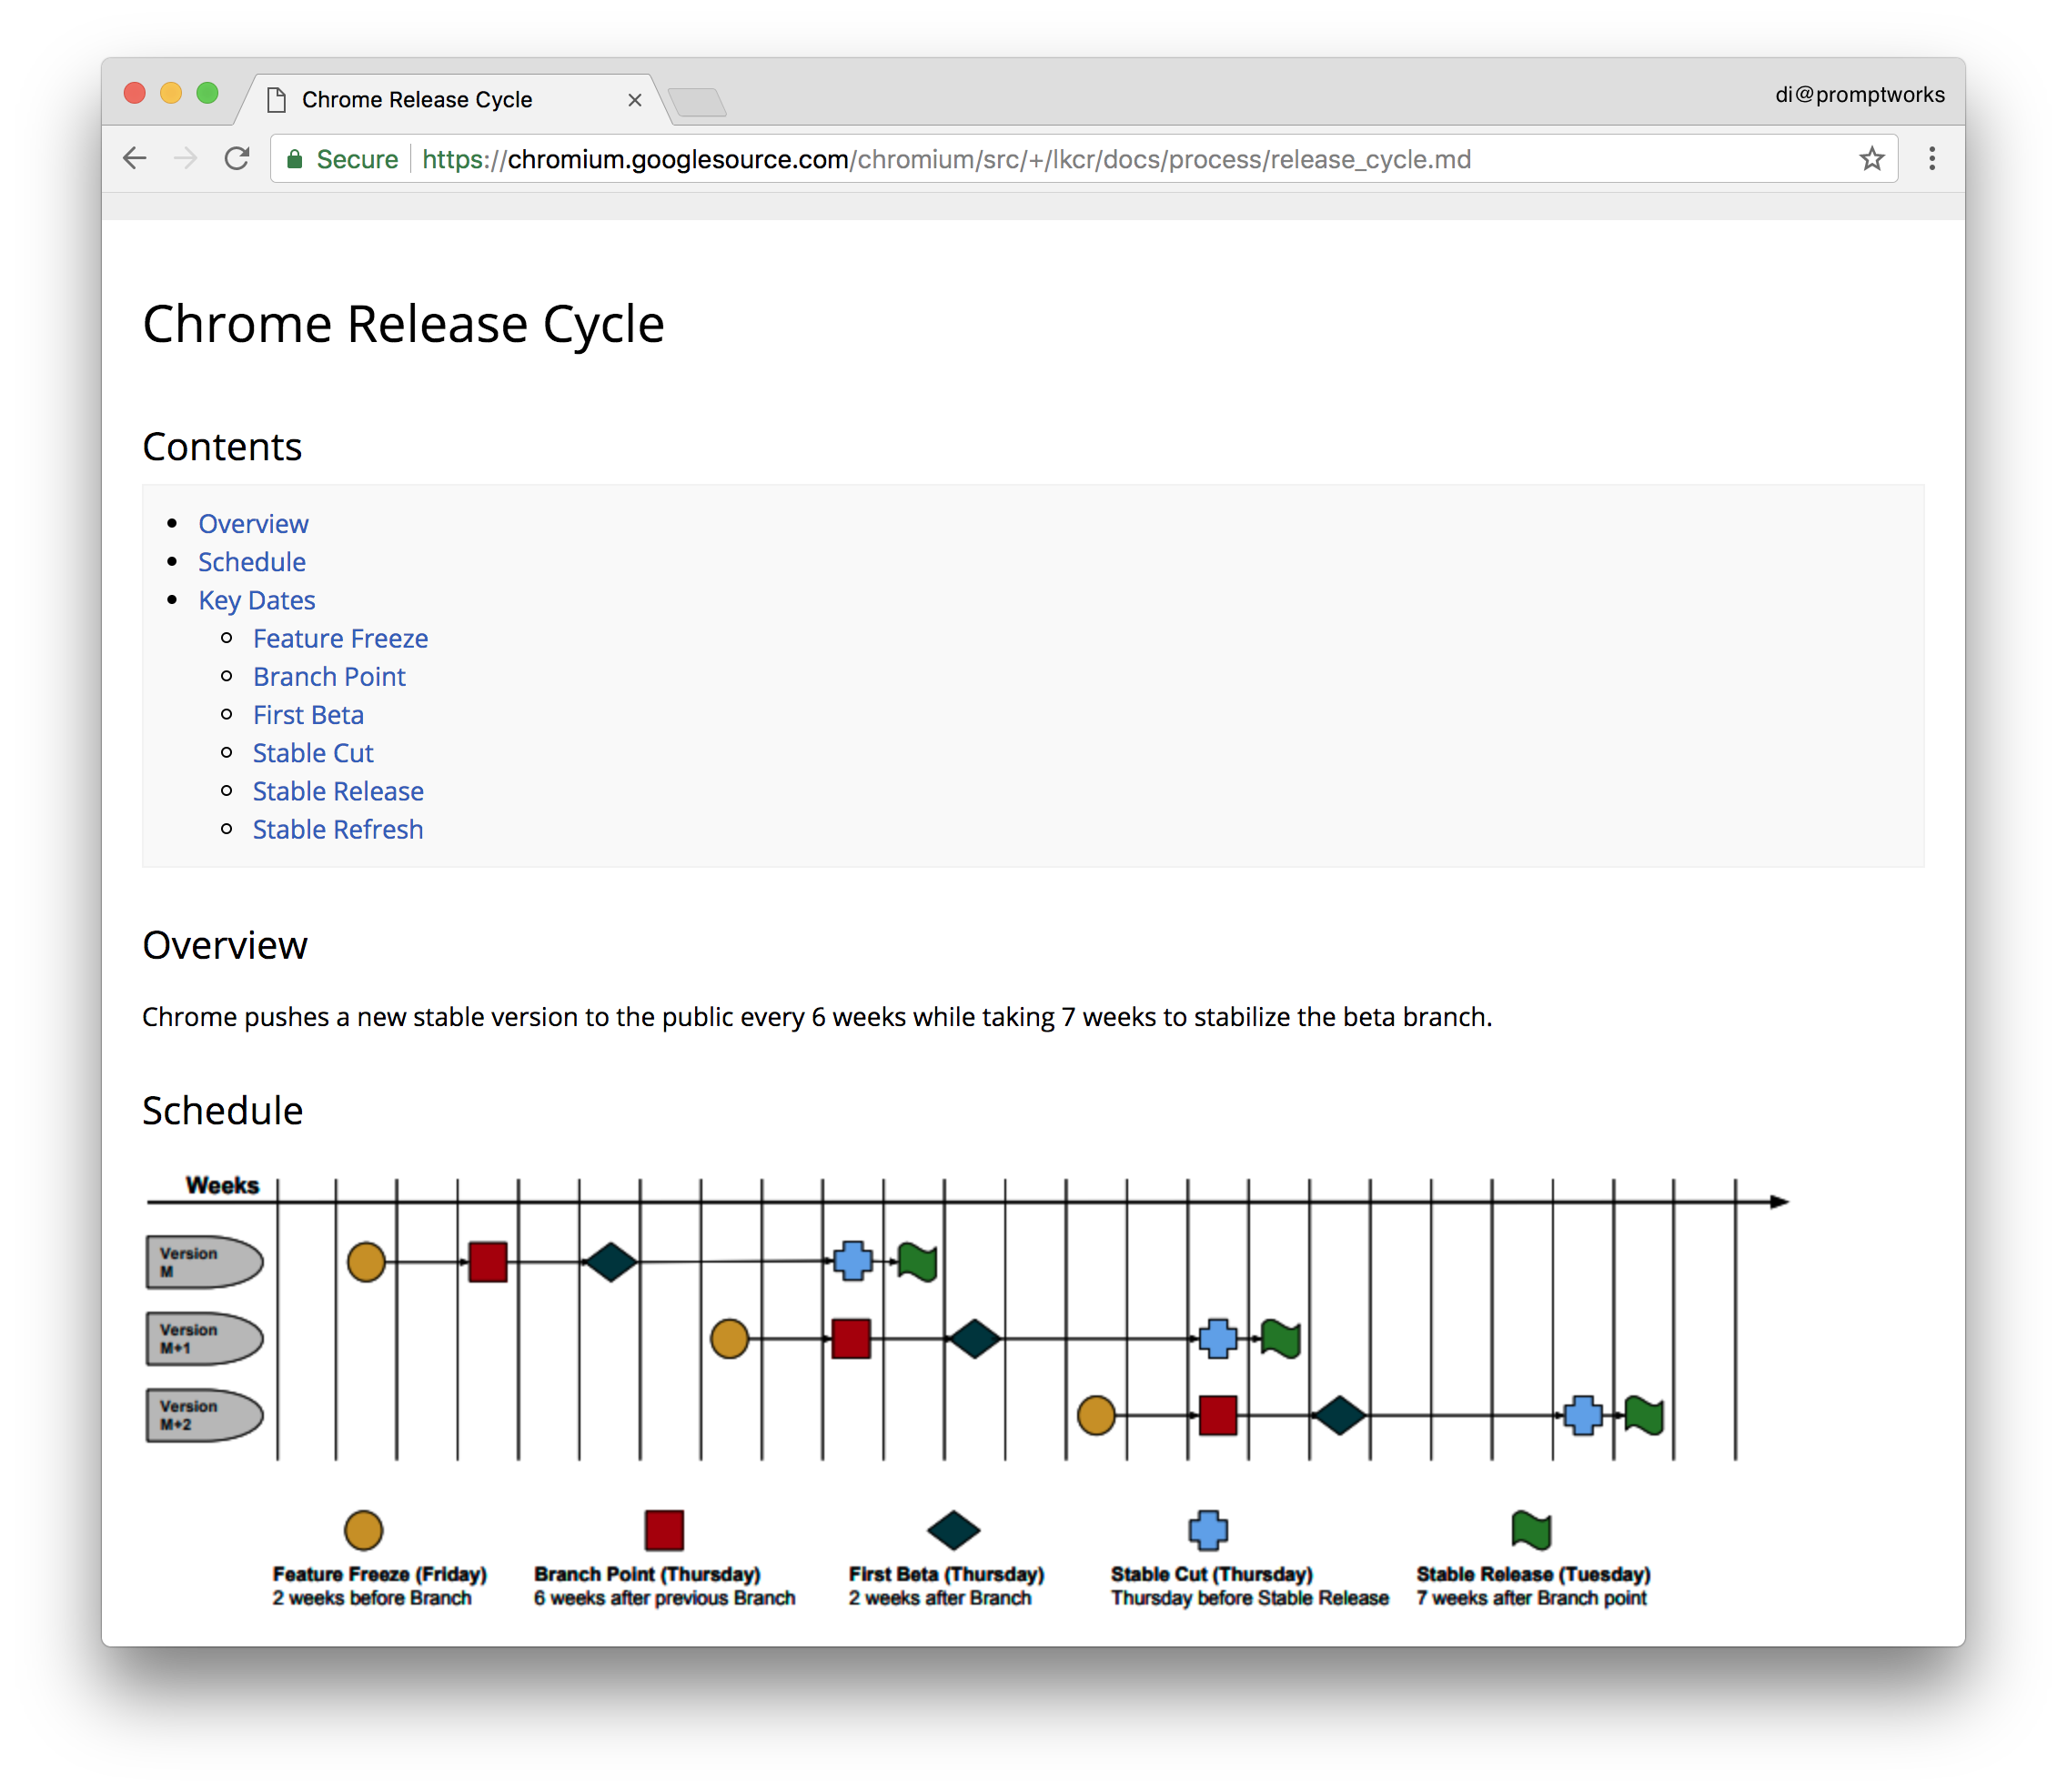 Chrome Release Cycle
di@promptworks
Secure https://chromium.googlesource.com/chromium/src/+/lkcr/docs/process/release_cycle.md
Chrome Release Cycle
Contents
Overview
Schedule
Key Dates
Feature Freeze
Branch Point
First Beta
Stable Cut
Stable Release
Stable Refresh
Overview
Chrome pushes a new stable version to the public every 6 weeks while taking 7 weeks to stabilize the beta branch.
Schedule
Weeks
Version
M
Version
M+1
Version
M+2
Feature Freeze (Friday)
2 weeks before Branch
Branch Point (Thursday)
6 weeks after previous Branch
First Beta (Thursday)
2 weeks after Branch
Stable Cut (Thursday)
Thursday before Stable Release
Stable Release (Tuesday)
7 weeks after Branch point